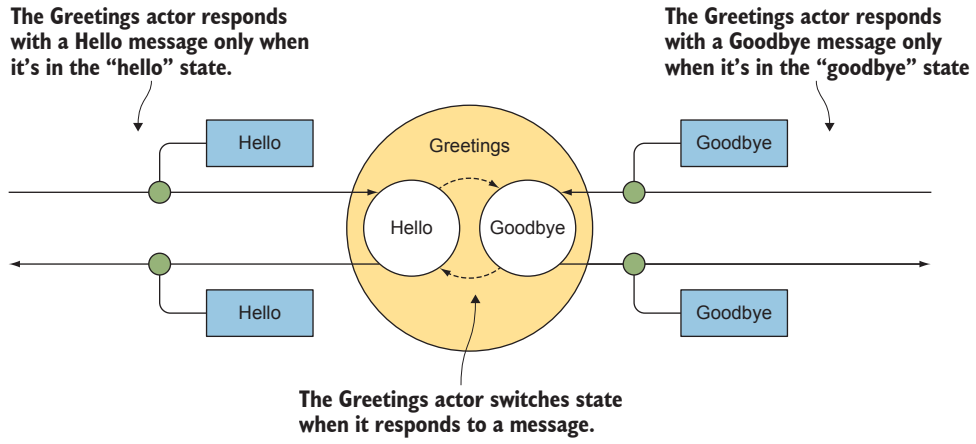 The Greetings actor responds
with a Hello message only when
it's in the “hello” state.
The Greetings actor responds
with a Goodbye message only
when it's in the “goodbye” state
Hello
Greetings
Goodbye
Hello
Goodbye
Hello
Goodbye
The Greetings actor switches state
when it responds to a message.